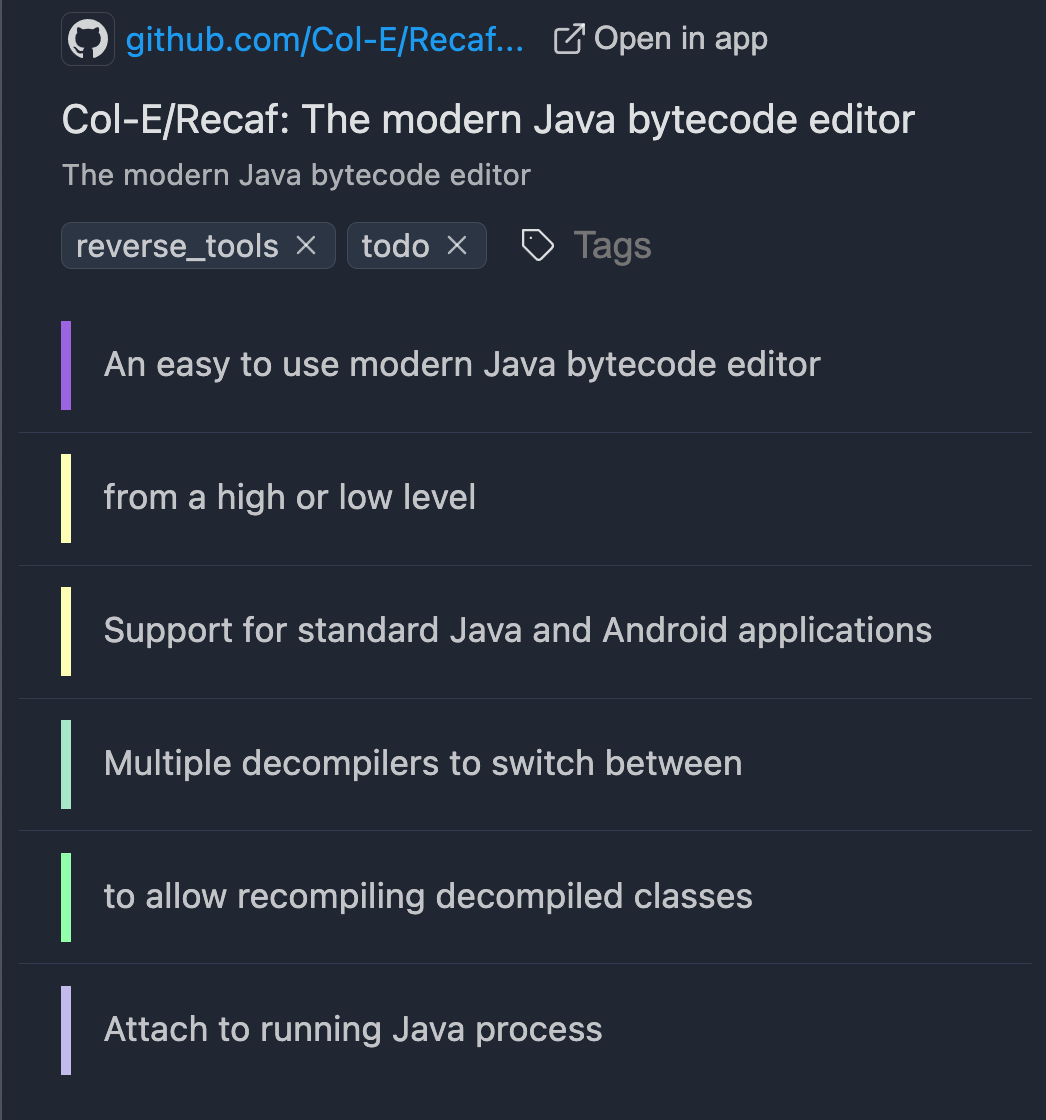 github.com/Col-E/Recaf... Open in app
Col-E/Recaf: The modern Java bytecode editor
The modern Java bytecode editor
reverse_tools × todo × Tags
An easy to use modern Java bytecode editor
from a high or low level
Support for standard Java and Android applications
Multiple decompilers to switch between
to allow recompiling decompiled classes
Attach to running Java process